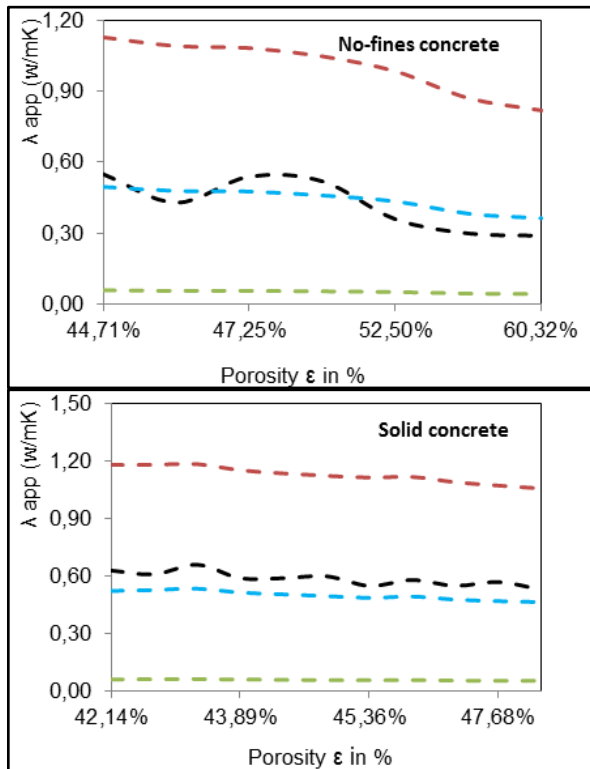 1,20
No-fines concrete
0,90
λ app (w/mK)
0,60
0,30
0,00
44,71% 47,25% 52,50% 60,32%
Porosity ε in %
1,50
Solid concrete
1,20
λ app (w/mK)
0,90
0,60
0,30
0,00
42,14% 43,89% 45,36% 47,68%
Porosity ε in %